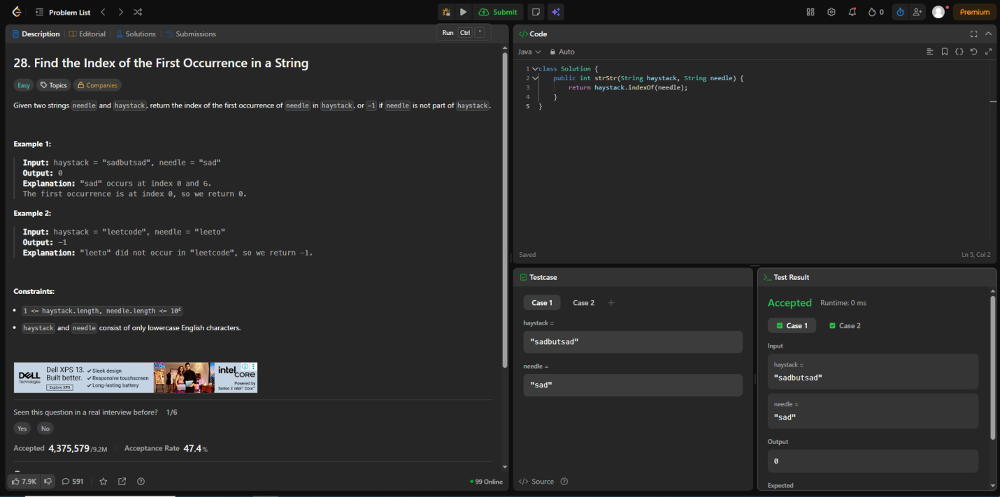 Problem List
Submit
0
Premium
Description
Editorial
Solutions
Submissions
Run Ctrl '
28. Find the Index of the First Occurrence in a String
Easy
Topics
Companies
Given two strings needle and haystack, return the index of the first occurrence of needle in haystack, or -1 if needle is not part of haystack.
Example 1:
Input: haystack = "sadbutsad", needle = "sad"
Output: 0
Explanation: "sad" occurs at index 0 and 6.
The first occurrence is at index 0, so we return 0.
Example 2:
Input: haystack = "leetcode", needle = "leeto"
Output: -1
Explanation: "leeto" did not occur in "leetcode", so we return -1.
Constraints:
• 1 <= haystack.length, needle.length <= 10⁴
• haystack and needle consist of only lowercase English characters.
DELL
Technologies
Dell XPS 13.
Built better.
Explore XPS
✓ Sleek design
✓ Responsive touchscreen
✓ Long-lasting battery
intel
CORE
Powered by
Series 3 Intel® Core™
Seen this question in a real interview before? 1/6
Yes
No
Accepted 4,375,579/9.2M
Acceptance Rate 47.4%
7.9K
591
99 Online
</> Code
Java
Auto
1 class Solution {
2 public int strStr(String haystack, String needle) {
3 return haystack.indexOf(needle);
4 }
5 }
Saved
Ln 5, Col 2
Testcase
Case 1
Case 2
+
haystack =
"sadbutsad"
needle =
"sad"
</> Source
>_ Test Result
Accepted Runtime: 0 ms
Case 1
Case 2
Input
haystack =
"sadbutsad"
needle =
"sad"
Output
0
Expected